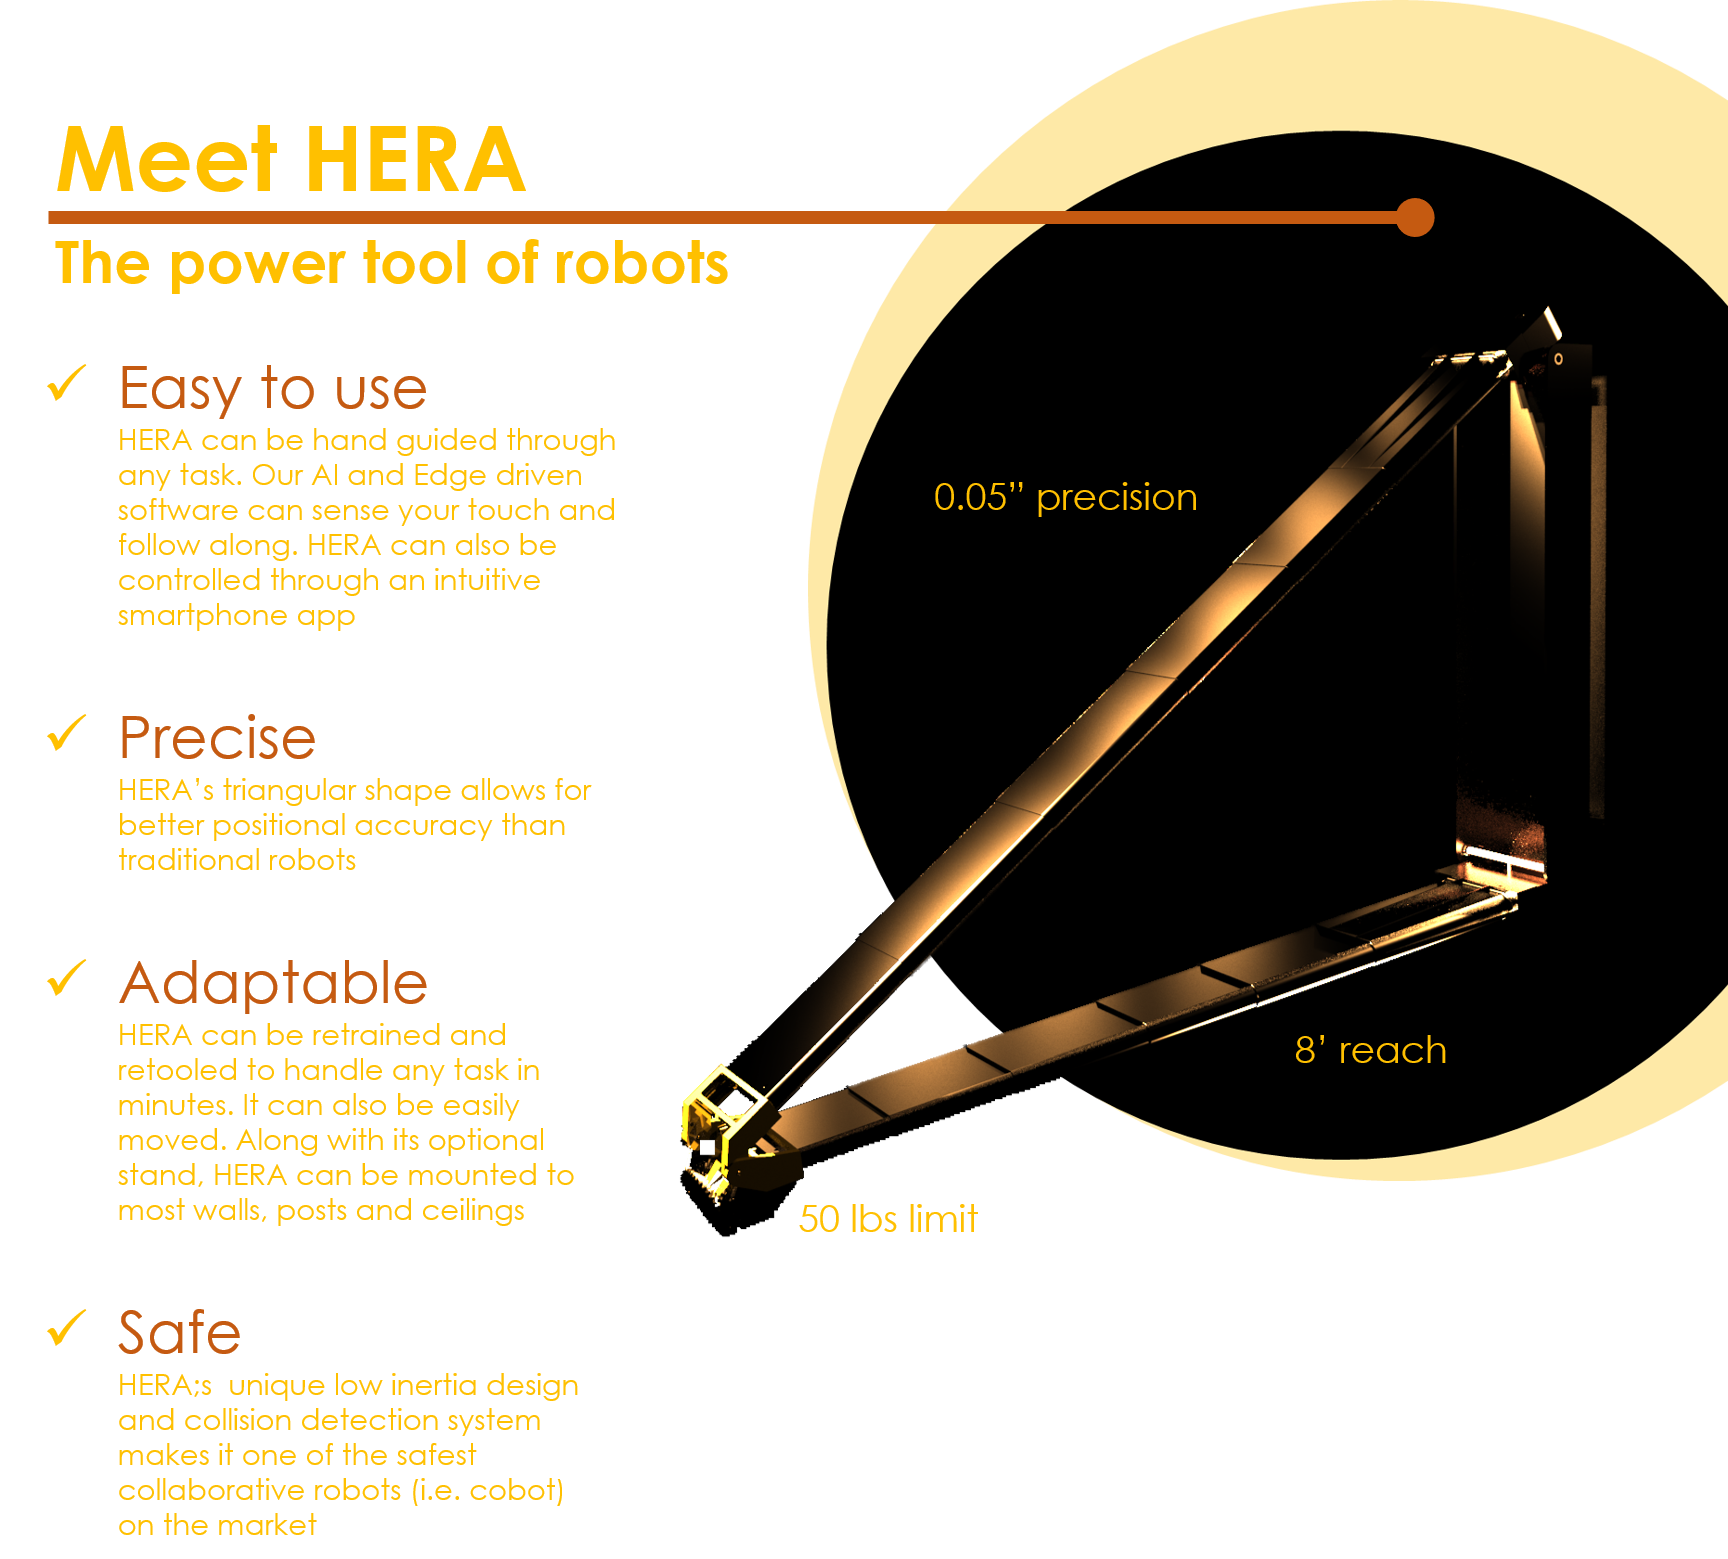 Meet HERA
The power tool of robots
Easy to use
HERA can be hand guided through
any task. Our AI and Edge driven
software can sense your touch and
follow along. HERA can also be
controlled through an intuitive
smartphone app
Precise
HERA’s triangular shape allows for
better positional accuracy than
traditional robots
Adaptable
HERA can be retrained and
retooled to handle any task in
minutes. It can also be easily
moved. Along with its optional
stand, HERA can be mounted to
most walls, posts and ceilings
Safe
HERA;s  unique low inertia design
and collision detection system
makes it one of the safest
collaborative robots (i.e. cobot)
on the market
0.05” precision
8’ reach
50 lbs limit